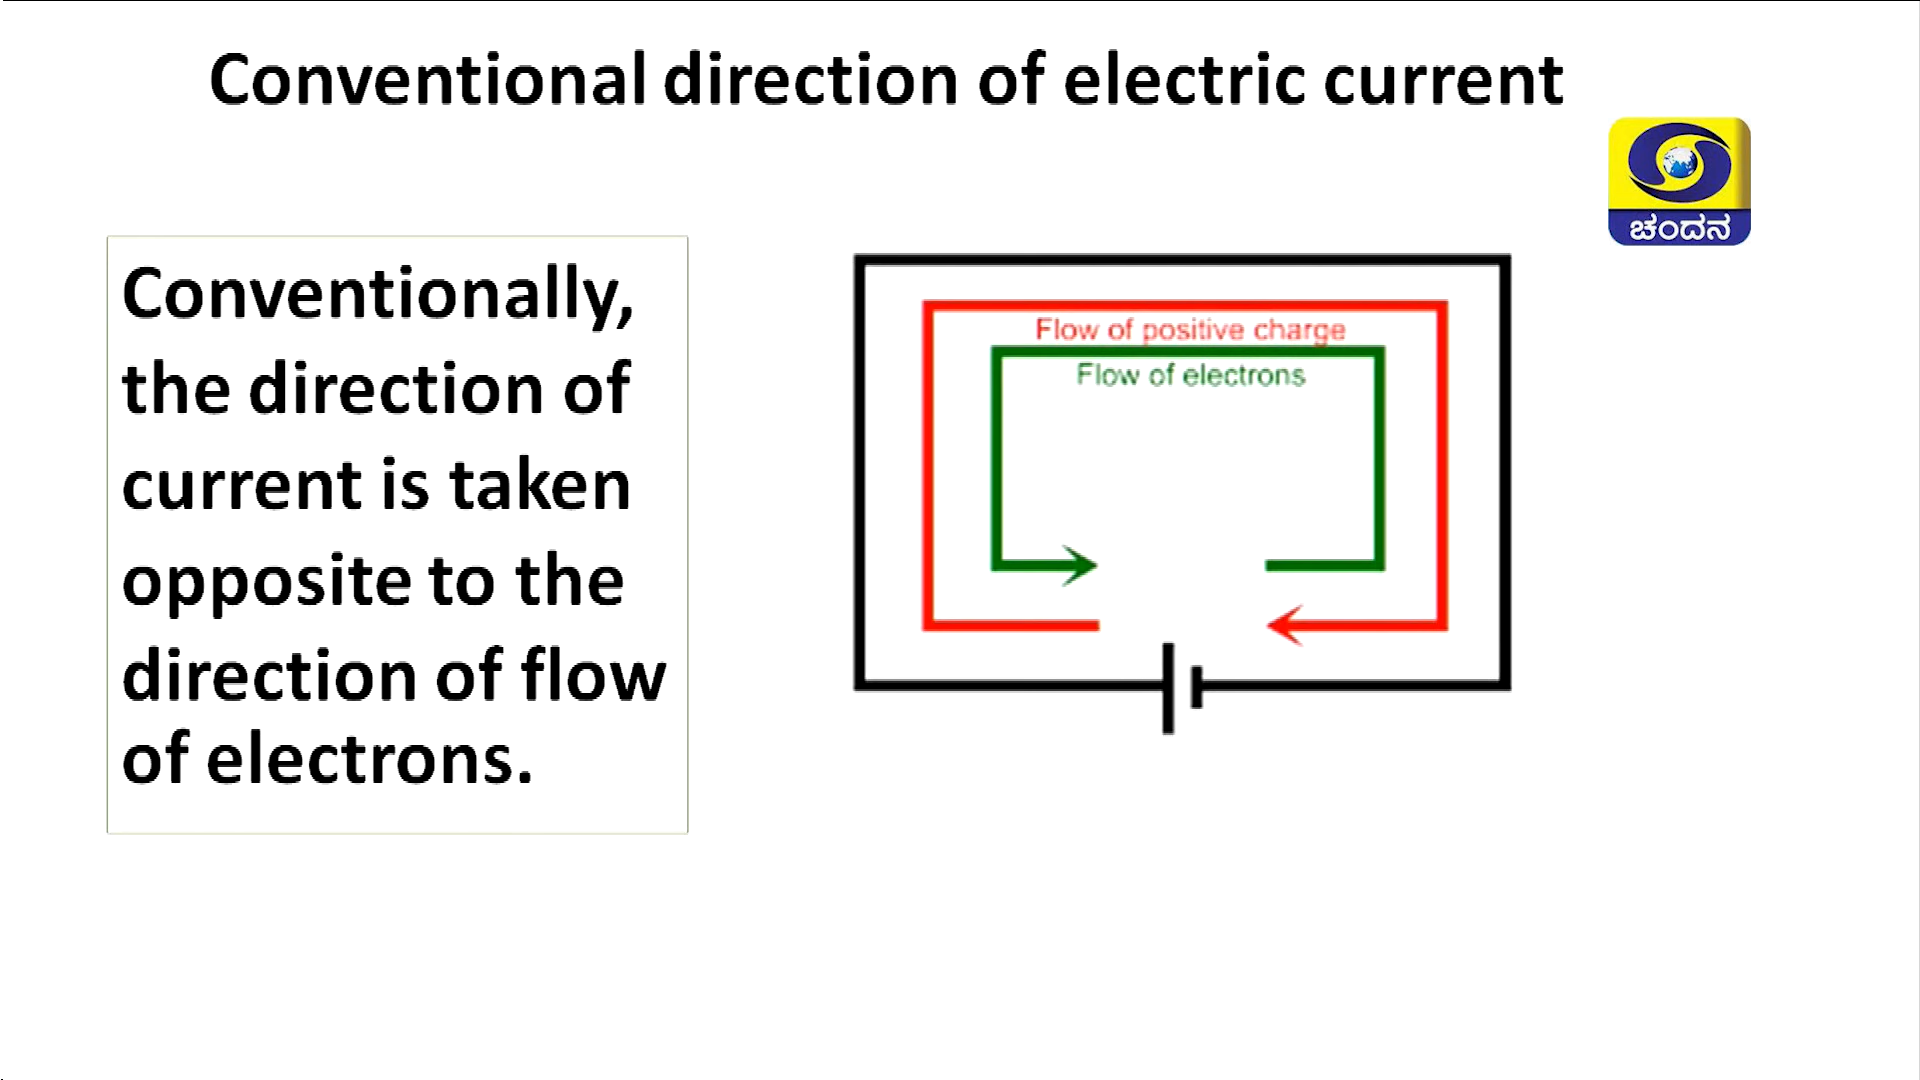 Conventional direction of electric current
ಚಂದನ
Conventionally,
the direction of
current is taken
opposite to the
direction of flow
of electrons.
Flow of positive charge
Flow of electrons